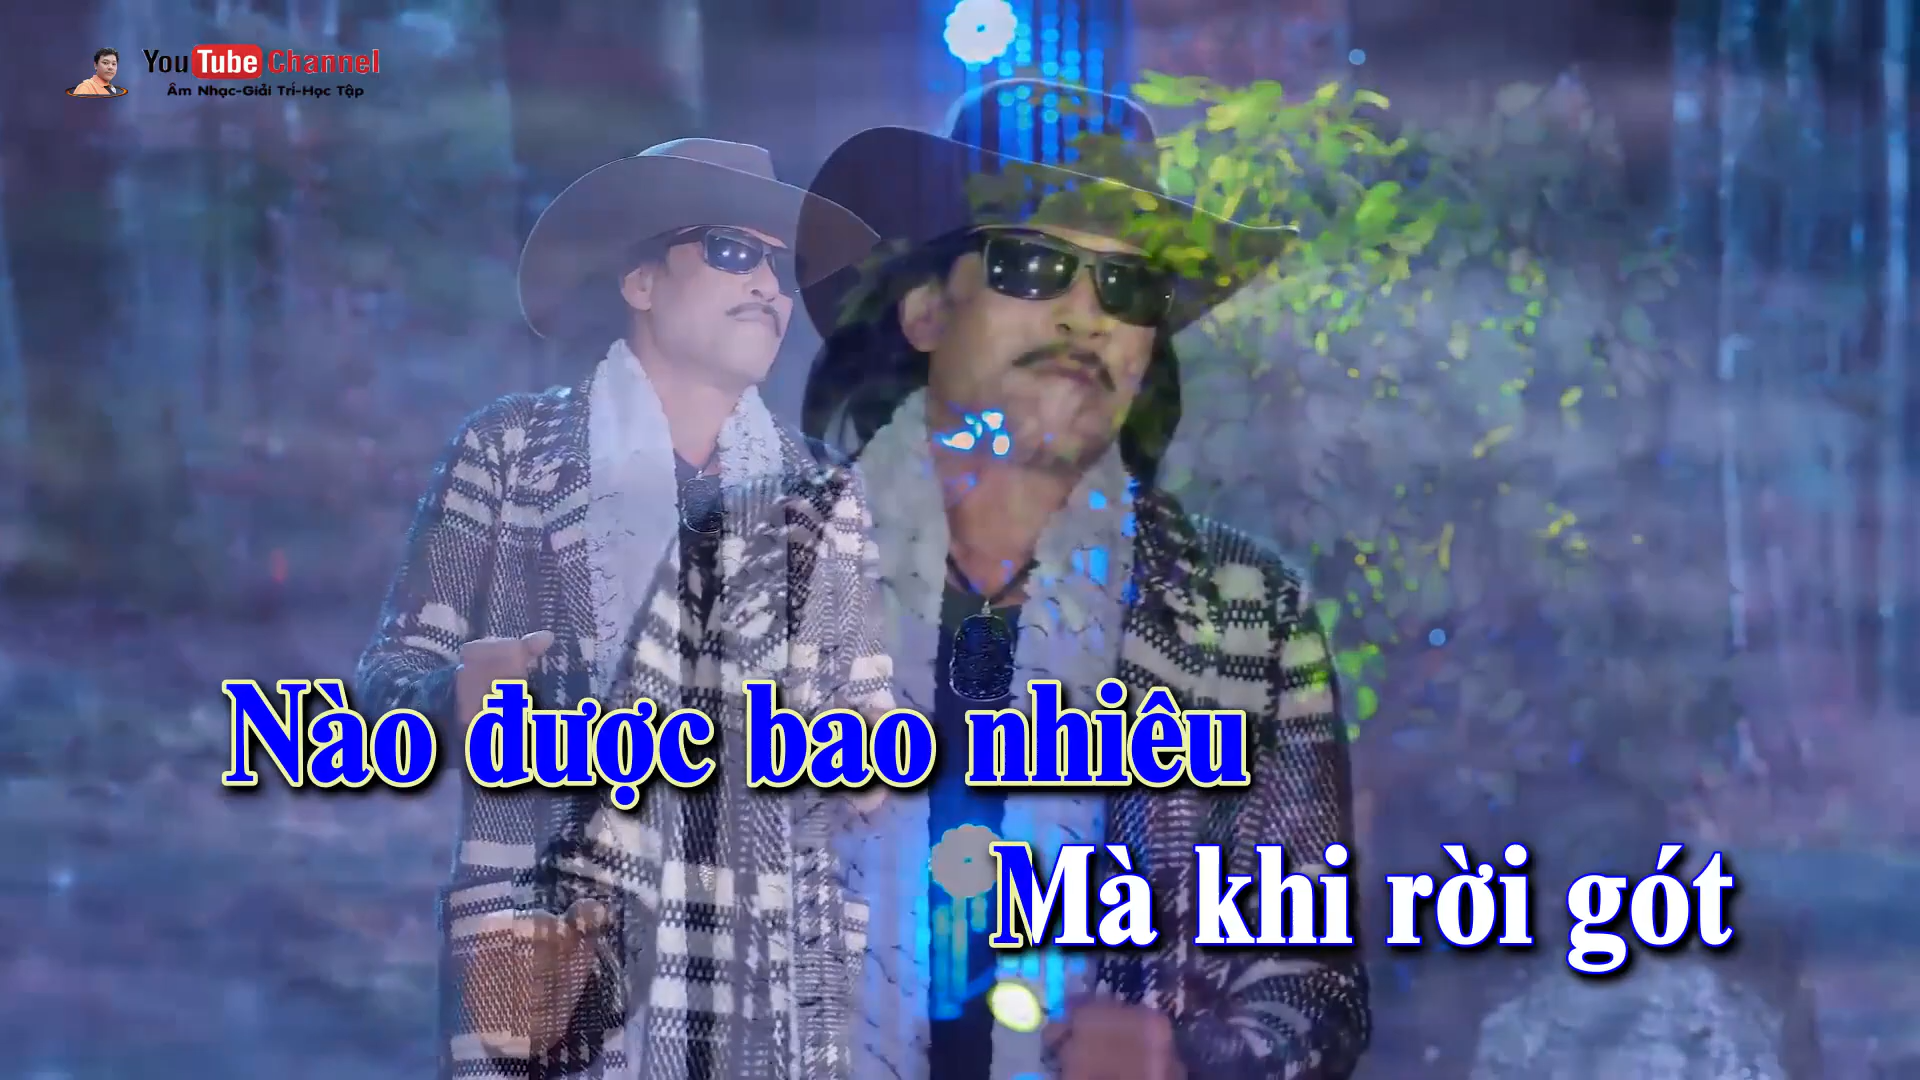 YouTube Channel
Âm Nhạc-Giải Trí-Học Tập
Nào được bao nhiêu
Mà khi rời gót